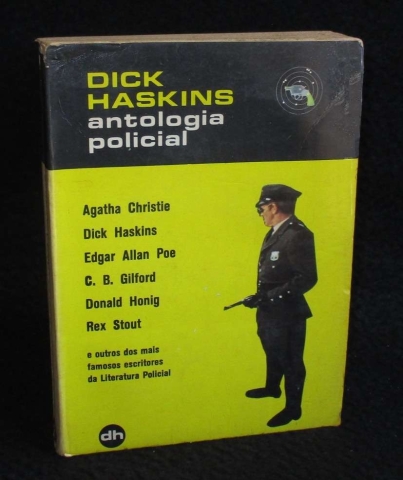 DICK
HASKINS
antologia
policial
Agatha Christie
Dick Haskins
Edgar Allan Poe
C. B. Gilford
Donald Honig
Rex Stout
e outros dos mais
famosos escritores
da Literatura Policial
dh